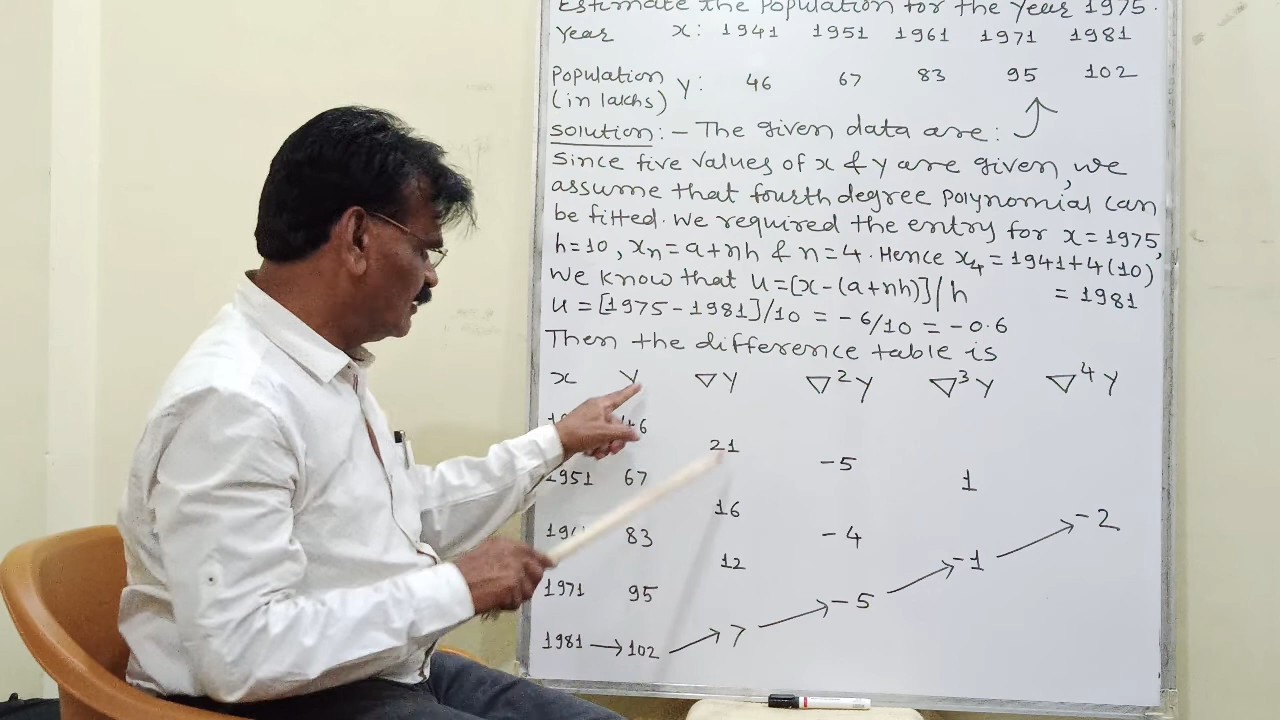 Estimate the Population for the Year 1975.
Year x: 1941 1951 1961 1971 1981
Population (in lakhs) y: 46 67 83 95 102
Solution:- The given data are:
Since five values of x & y are given, we
assume that fourth degree Polynomial can
be fitted. We required the entry for x=1975,
h=10, xn=a+nh & n=4. Hence x4=1941+4(10)
= 1981
We know that u=[x-(a+nh)]/h
u=[1975-1981]/10 = -6/10 = -0.6
Then the difference table is
x y ▽y ▽²y ▽³y ▽⁴y
46
21 -5
1951 67 1
16 -2
83 -4
12 -1
1971 95 -5
7
1981 → 102